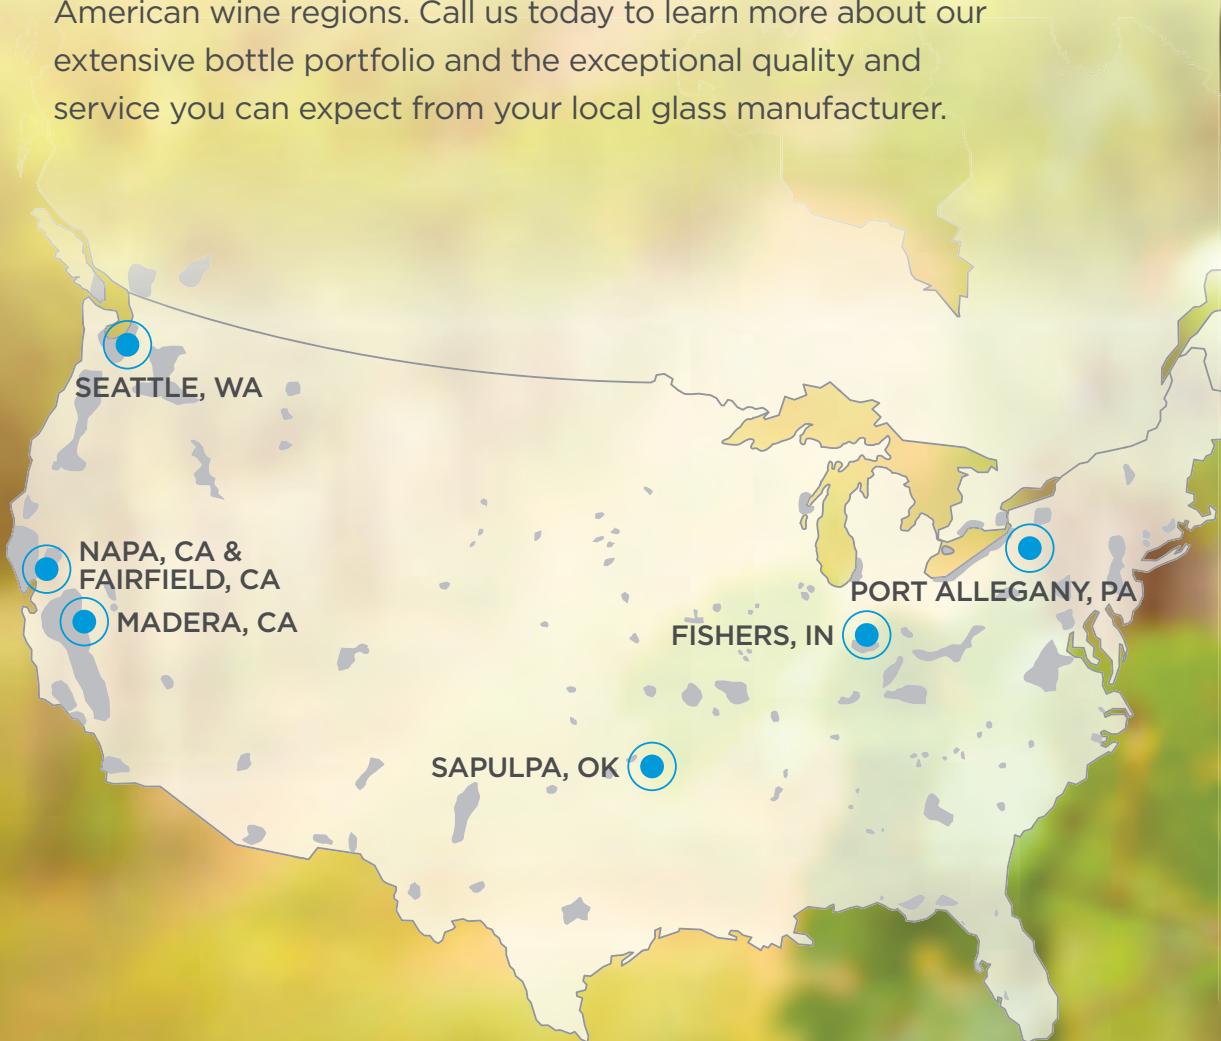 American wine regions. Call us today to learn more about our
extensive bottle portfolio and the exceptional quality and
service you can expect from your local glass manufacturer.
SEATTLE, WA
NAPA, CA &
FAIRFIELD, CA
MADERA, CA
PORT ALLEGANY, PA
FISHERS, IN
SAPULPA, OK